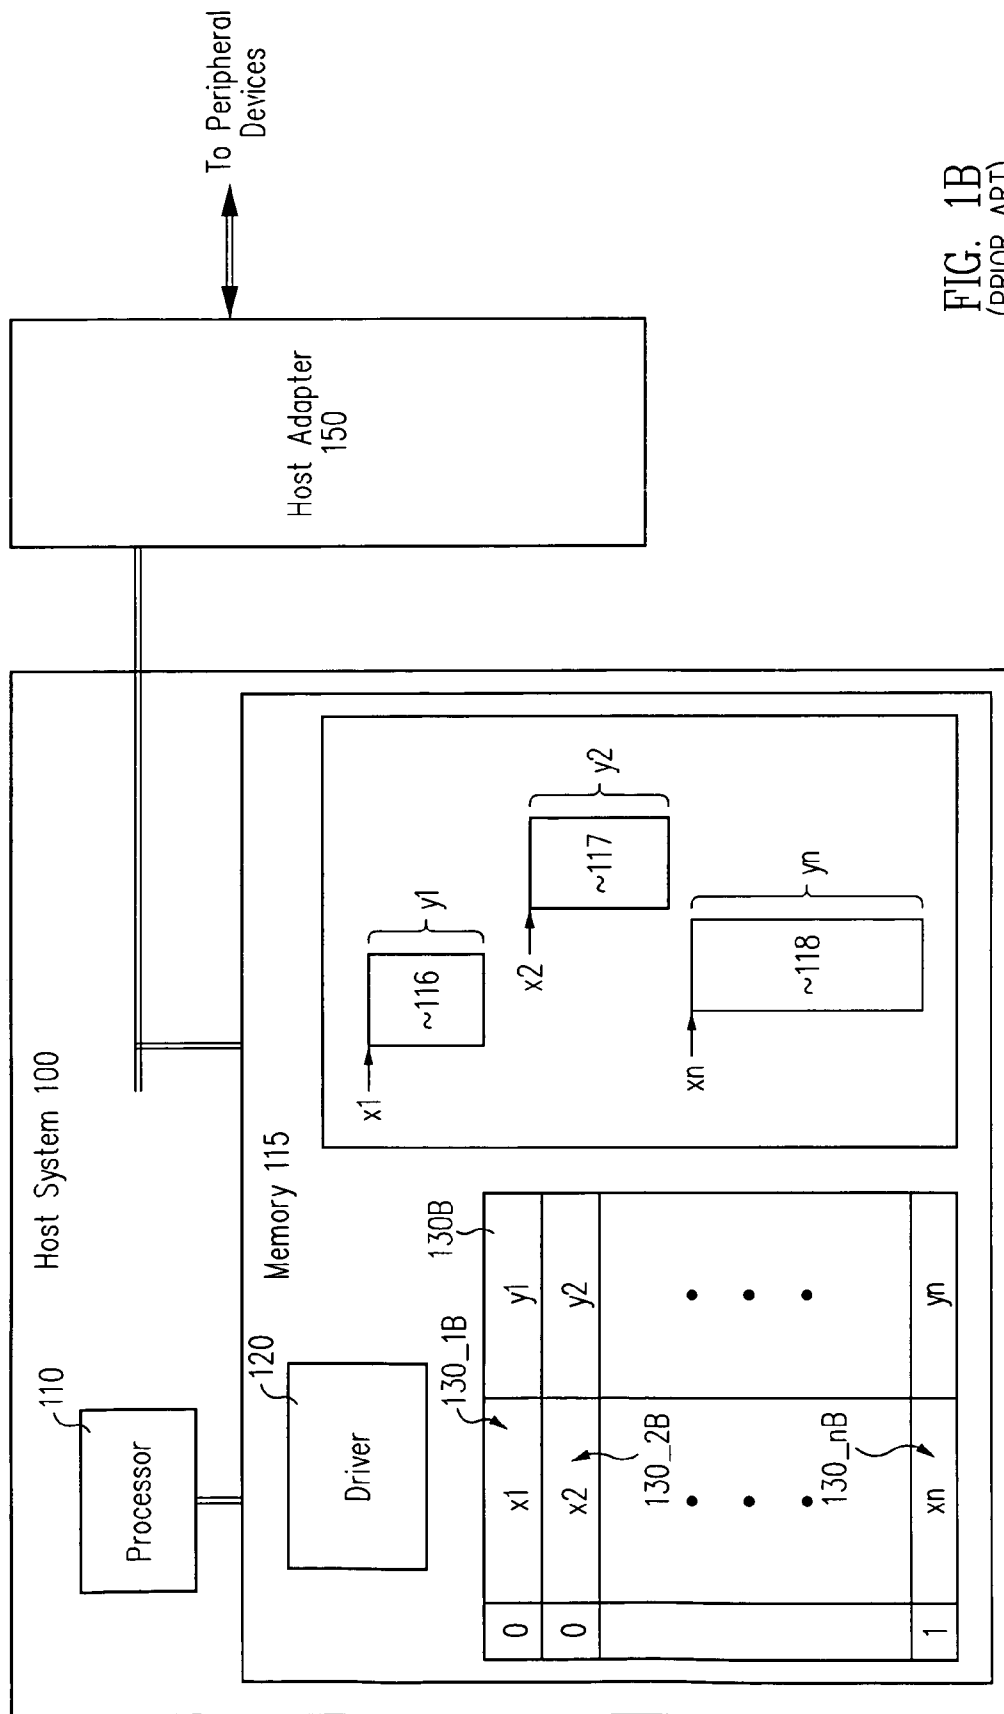 Host System 100
110
Processor
Memory 115
120
Driver
130_1B
130B
0
x1
y1
0
x2
y2
130_2B
130_nB
1
xn
yn
x1
~116
y1
x2
~117
y2
xn
~118
yn
Host Adapter
150
To Peripheral
Devices
FIG. 1B
(PRIOR ART)